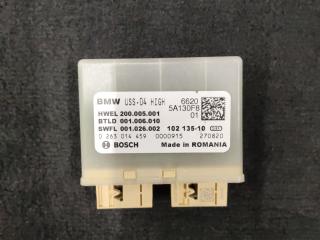 BMW USS-D4 HIGH 6620
5A130F8
HWEL 200.005.001 01
BTLD 001.006.010
SWFL 001.026.002 102 135-10
0 263 014 459 0000915 270820
BOSCH Made in ROMANIA